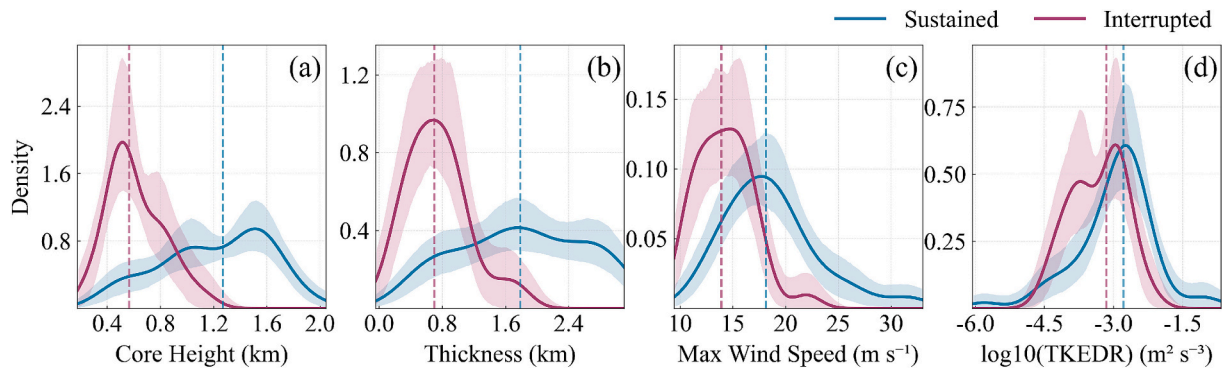 Sustained Interrupted
(a) (b) (c) (d)
Density
2.4
1.6
0.8
0.4 0.8 1.2 1.6 2.0
Core Height (km)
1.2
0.8
0.4
0.0 0.8 1.6 2.4
Thickness (km)
0.15
0.10
0.05
10 15 20 25 30
Max Wind Speed (m s⁻¹)
0.75
0.50
0.25
-6.0 -4.5 -3.0 -1.5
log10(TKEDR) (m² s⁻³)